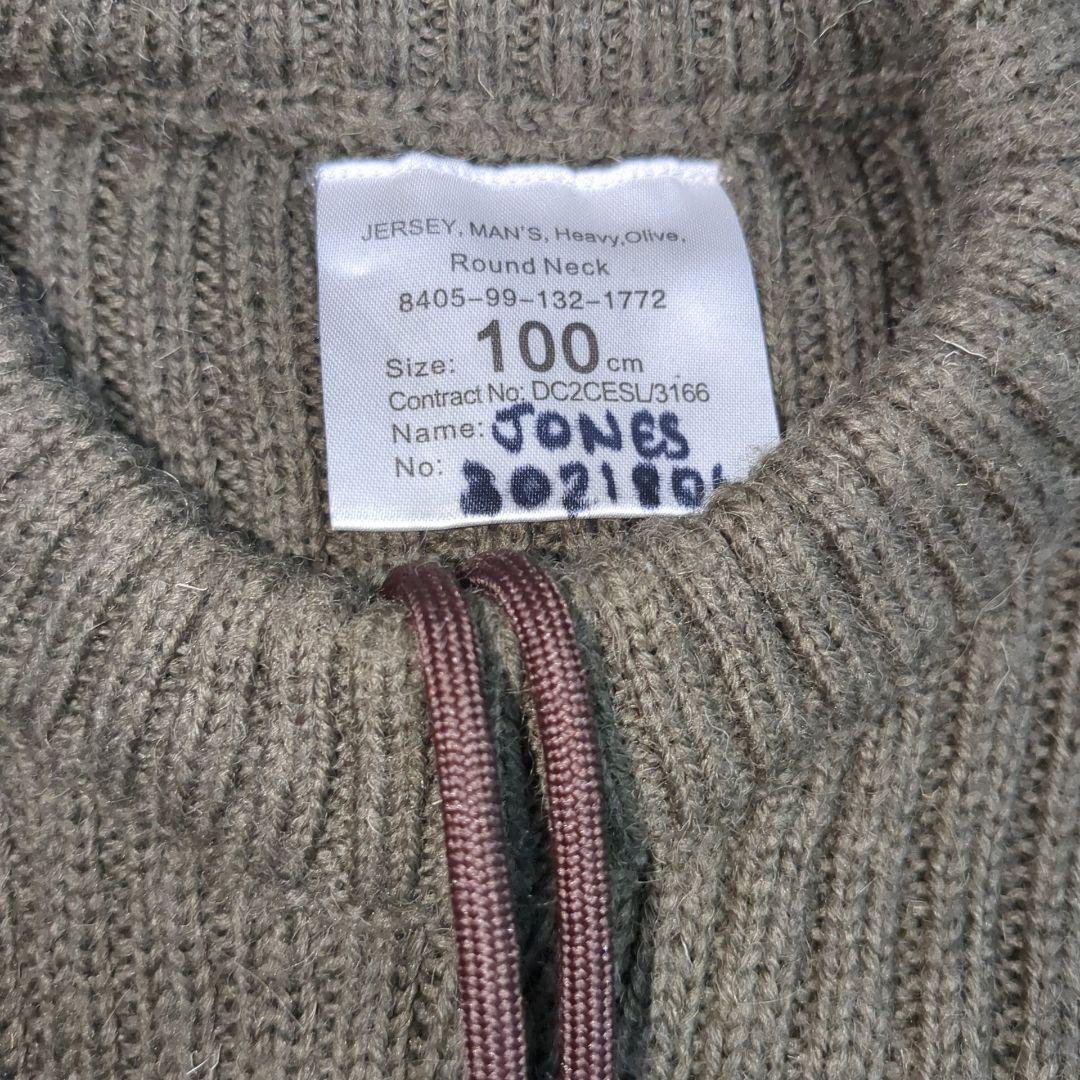 JERSEY, MAN'S, Heavy,Olive,
Round Neck
8405-99-132-1772
Size: 100 cm
Contract No: DC2CESL/3166
Name: JONES
No: